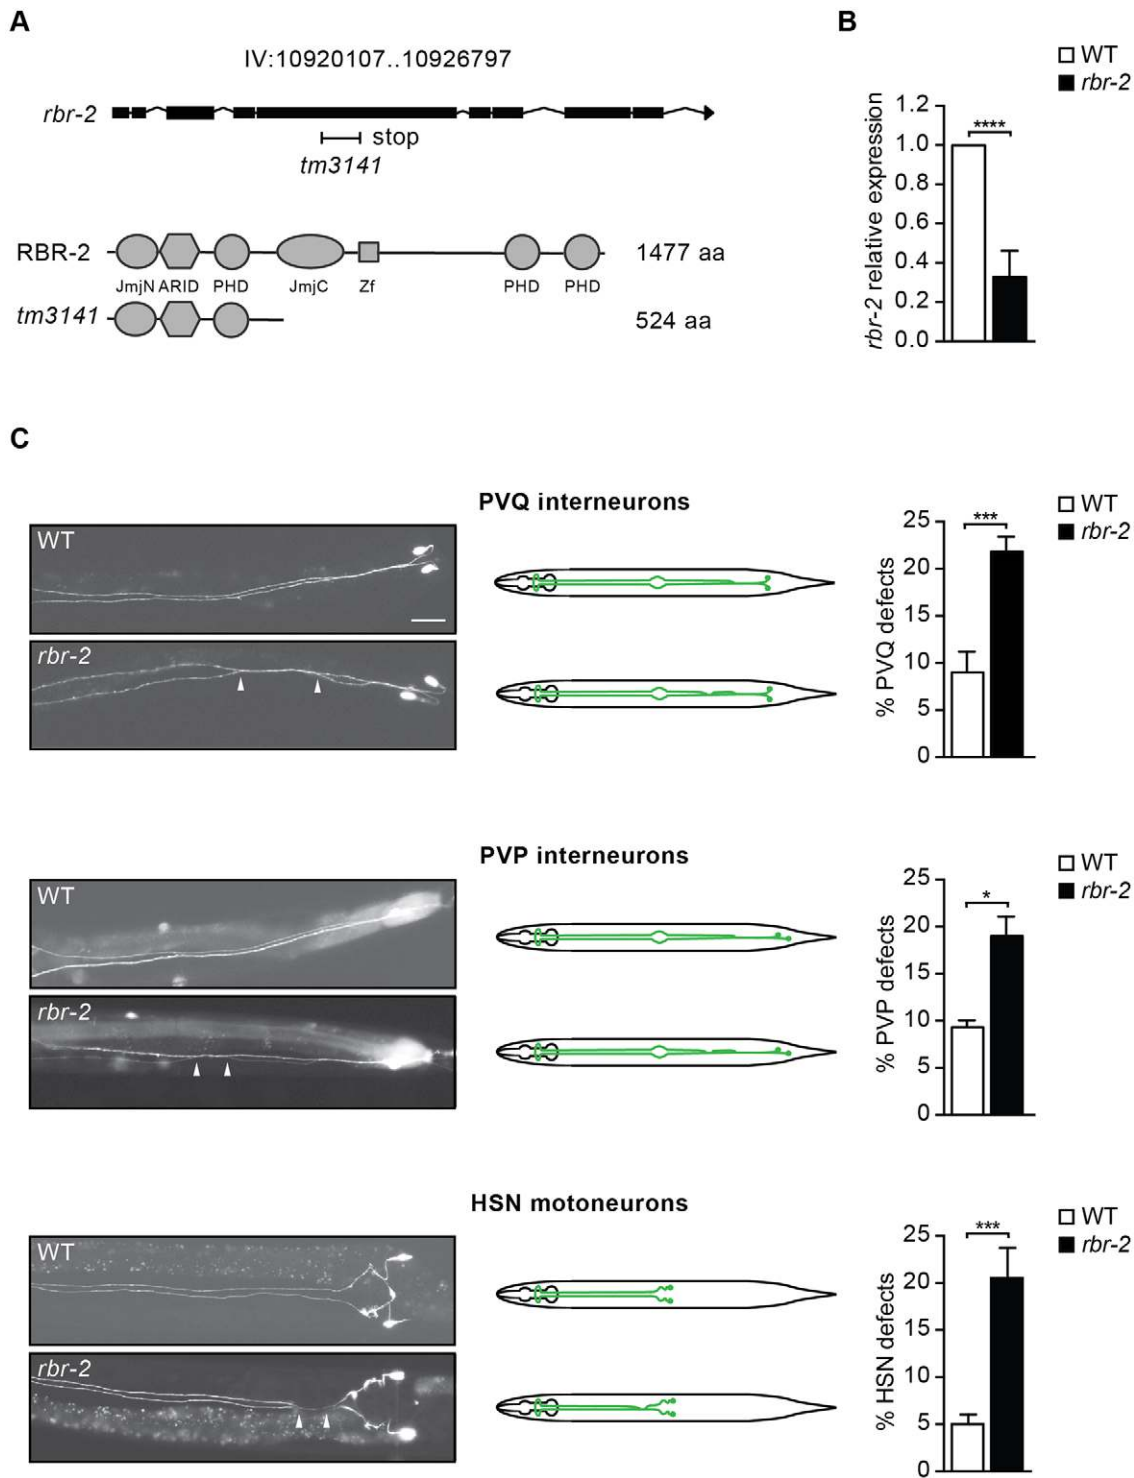 A
IV:10920107..10926797
rbr-2
stop
tm3141
RBR-2
1477 aa
JmjN ARID PHD JmjC Zf PHD PHD
tm3141
524 aa
B
WT
rbr-2
rbr-2 relative expression
1.2
1.0
0.8
0.6
0.4
0.2
0.0
****
C
PVQ interneurons
WT
rbr-2
WT
rbr-2
% PVQ defects
25
20
15
10
5
0
***
PVP interneurons
WT
rbr-2
WT
rbr-2
% PVP defects
25
20
15
10
5
0
*
HSN motoneurons
WT
rbr-2
WT
rbr-2
% HSN defects
25
20
15
10
5
0
***